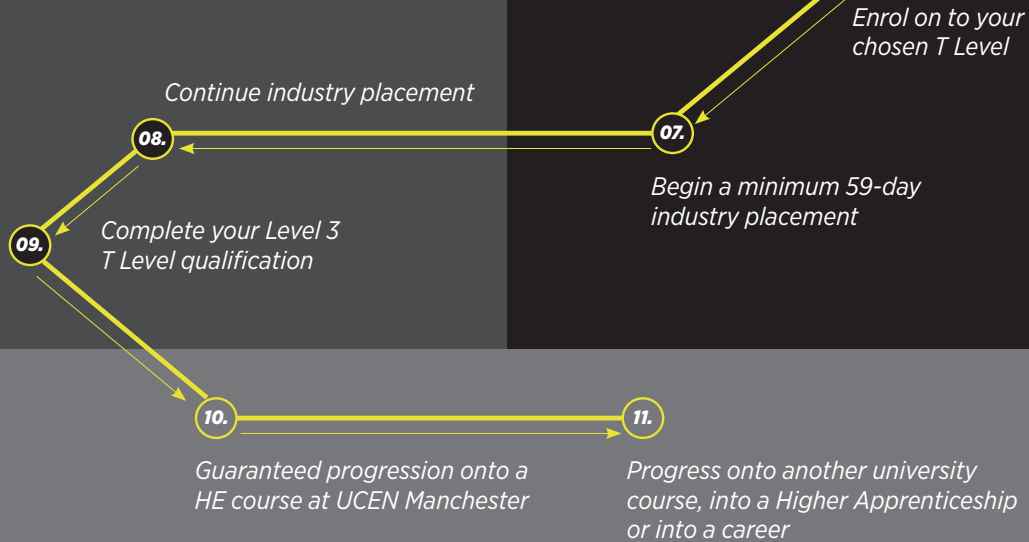 Enrol on to your
chosen T Level
07.
Begin a minimum 59-day
industry placement
08.
Continue industry placement
09.
Complete your Level 3
T Level qualification
10.
Guaranteed progression onto a
HE course at UCEN Manchester
11.
Progress onto another university
course, into a Higher Apprenticeship
or into a career